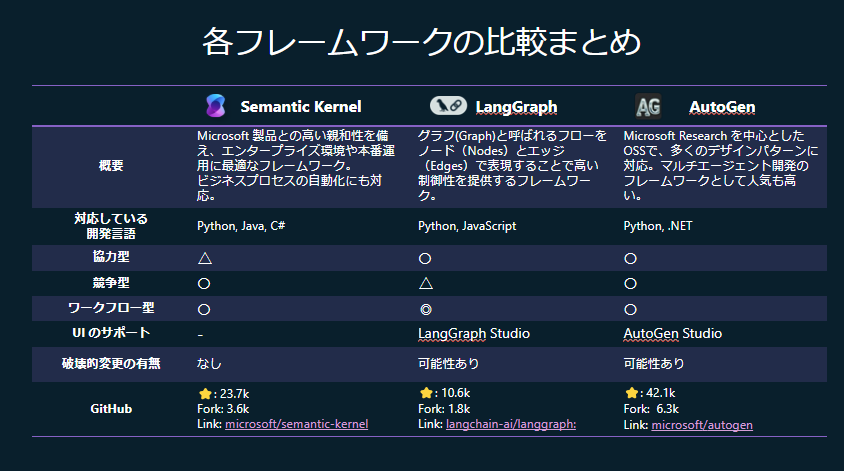 各フレームワークの比較まとめ
Semantic Kernel
LangGraph
AG
AutoGen
概要
Microsoft 製品との高い親和性を備
え、エンタープライズ環境や本番運
用に最適なフレームワーク。
ビジネスプロセスの自動化にも対
応。
グラフ(Graph)と呼ばれるフローを
ノード（Nodes）とエッジ
（Edges）で表現することで高い
制御性を提供するフレームワー
ク。
Microsoft Research を中心とした
OSSで、多くのデザインパターンに
対応。マルチエージェント開発の
フレームワークとして人気も高
い。
対応している
開発言語
Python, Java, C#
Python, JavaScript
Python, .NET
協力型
△
〇
〇
競争型
〇
△
〇
ワークフロー型
〇
◎
〇
UI のサポート
-
LangGraph Studio
AutoGen Studio
破壊的変更の有無
なし
可能性あり
可能性あり
GitHub
⭐: 23.7k
Fork: 3.6k
Link: microsoft/semantic-kernel
⭐: 10.6k
Fork: 1.8k
Link: langchain-ai/langgraph:
⭐: 42.1k
Fork: 6.3k
Link: microsoft/autogen